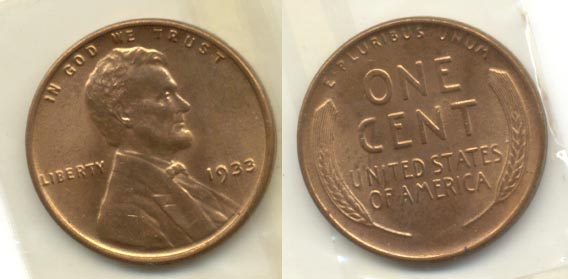 IN GOD WE TRUST
LIBERTY
1933
E PLURIBUS UNUM
ONE
CENT
UNITED STATES
OF AMERICA